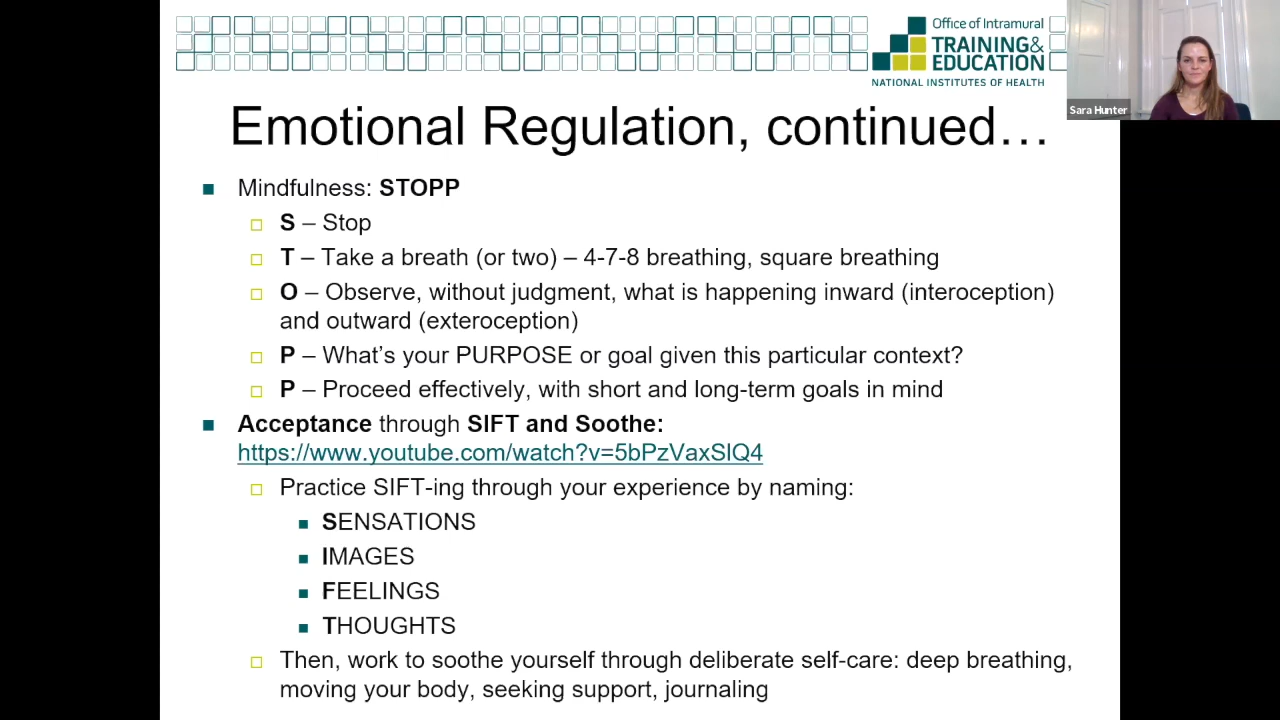 Office of Intramural
TRAINING&
EDUCATION
NATIONAL INSTITUTES OF HEALTH
Sara Hunter
Emotional Regulation, continued…
Mindfulness: STOPP
S – Stop
T – Take a breath (or two) – 4-7-8 breathing, square breathing
O – Observe, without judgment, what is happening inward (interoception)
and outward (exteroception)
P – What’s your PURPOSE or goal given this particular context?
P – Proceed effectively, with short and long-term goals in mind
Acceptance through SIFT and Soothe:
https://www.youtube.com/watch?v=5bPzVaxSlQ4
Practice SIFT-ing through your experience by naming:
SENSATIONS
IMAGES
FEELINGS
THOUGHTS
Then, work to soothe yourself through deliberate self-care: deep breathing,
moving your body, seeking support, journaling